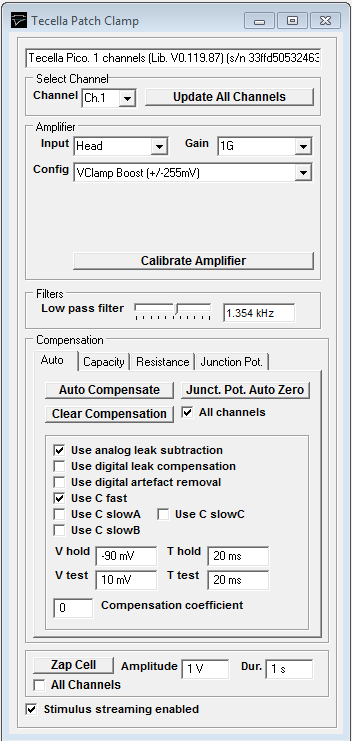 Tecella Patch Clamp
Tecella Pico. 1 channels (Lib. V0.119.87) (s/n 33ffd50532463
Select Channel
Channel Ch.1 Update All Channels
Amplifier
Input Head Gain 1G
Config VClamp Boost (+/-255mV)
Calibrate Amplifier
Filters
Low pass filter 1.354 kHz
Compensation
Auto Capacity Resistance Junction Pot.
Auto Compensate Junct. Pot. Auto Zero
Clear Compensation All channels
Use analog leak subtraction
Use digital leak compensation
Use digital artefact removal
Use C fast
Use C slowA Use C slowC
Use C slowB
V hold -90 mV T hold 20 ms
V test 10 mV T test 20 ms
0 Compensation coefficient
Zap Cell Amplitude 1 V Dur. 1 s
All Channels
Stimulus streaming enabled